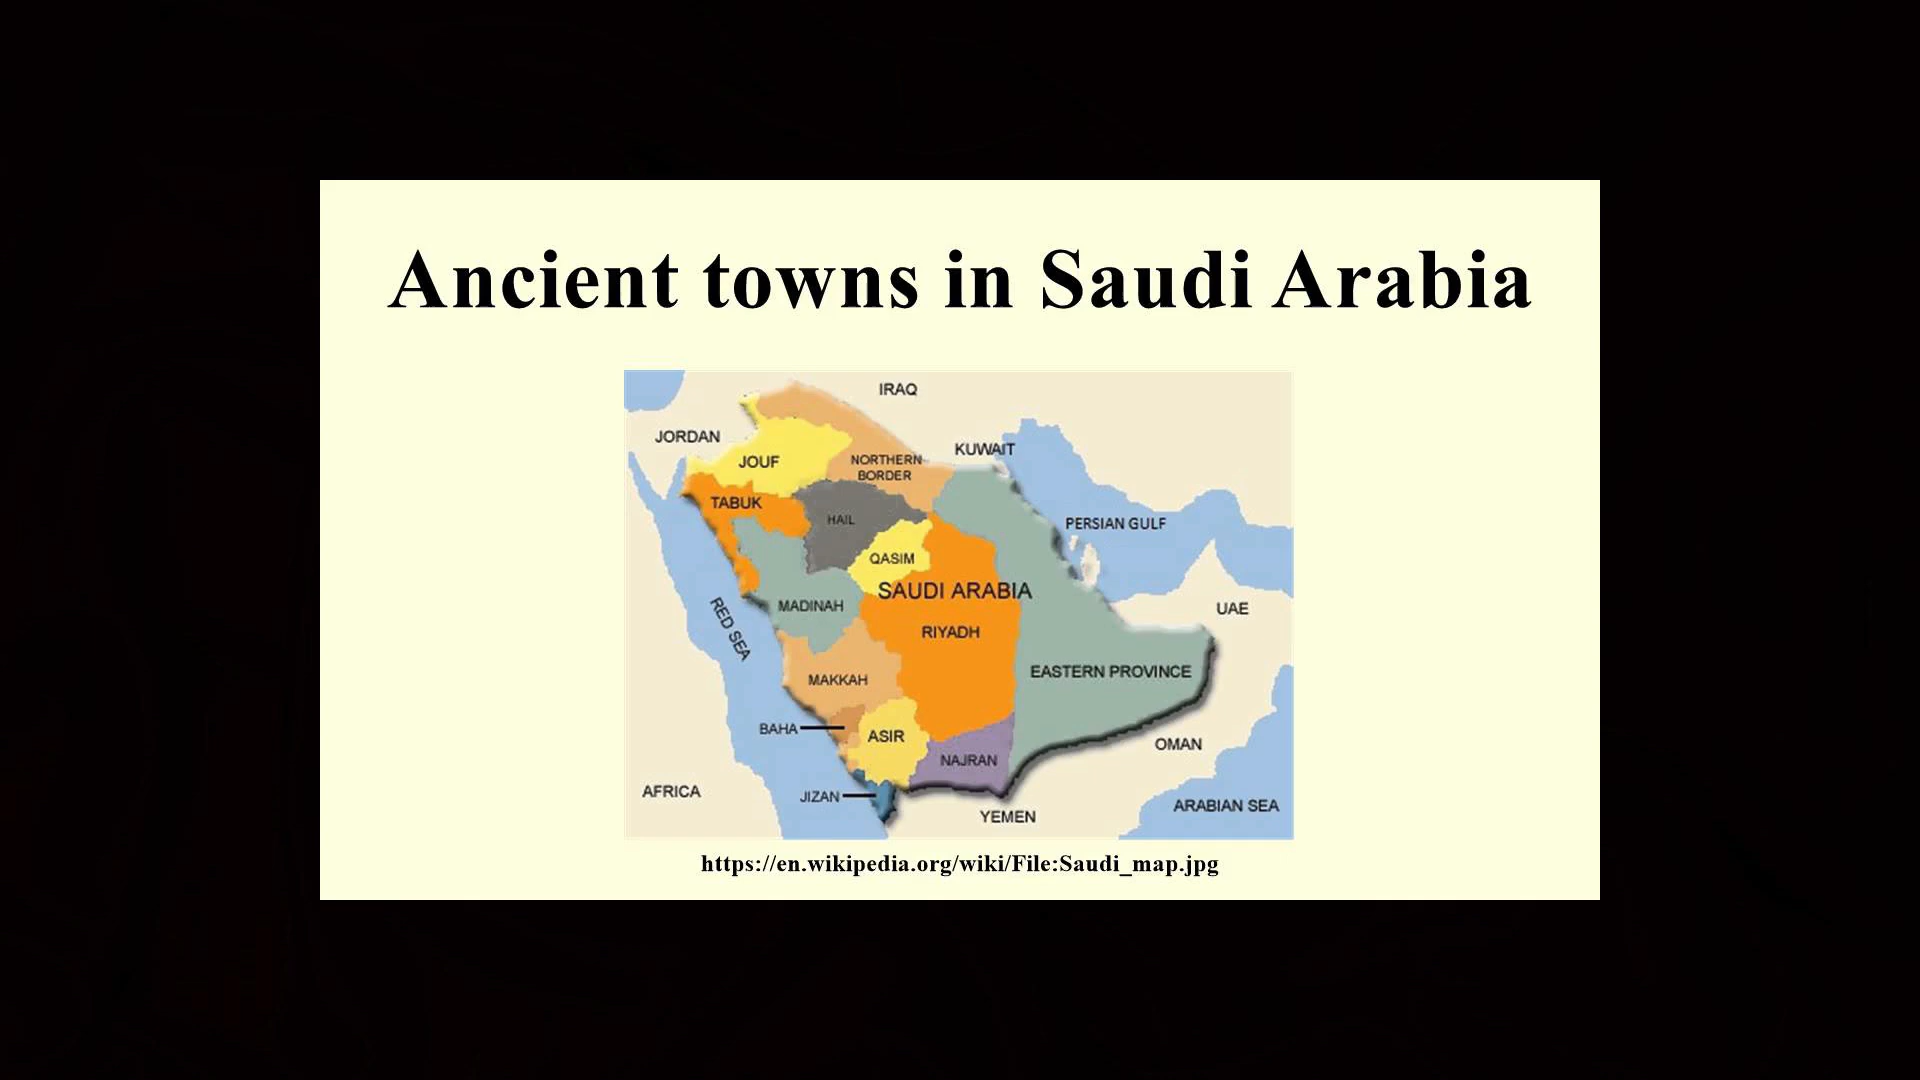 Ancient towns in Saudi Arabia
IRAQ
JORDAN
KUWAIT
JOUF
NORTHERN
BORDER
TABUK
HAIL
PERSIAN GULF
QASIM
SAUDI ARABIA
MADINAH
UAE
RED SEA
RIYADH
EASTERN PROVINCE
MAKKAH
BAHA
ASIR
OMAN
NAJRAN
AFRICA
JIZAN
ARABIAN SEA
YEMEN
https://en.wikipedia.org/wiki/File:Saudi_map.jpg